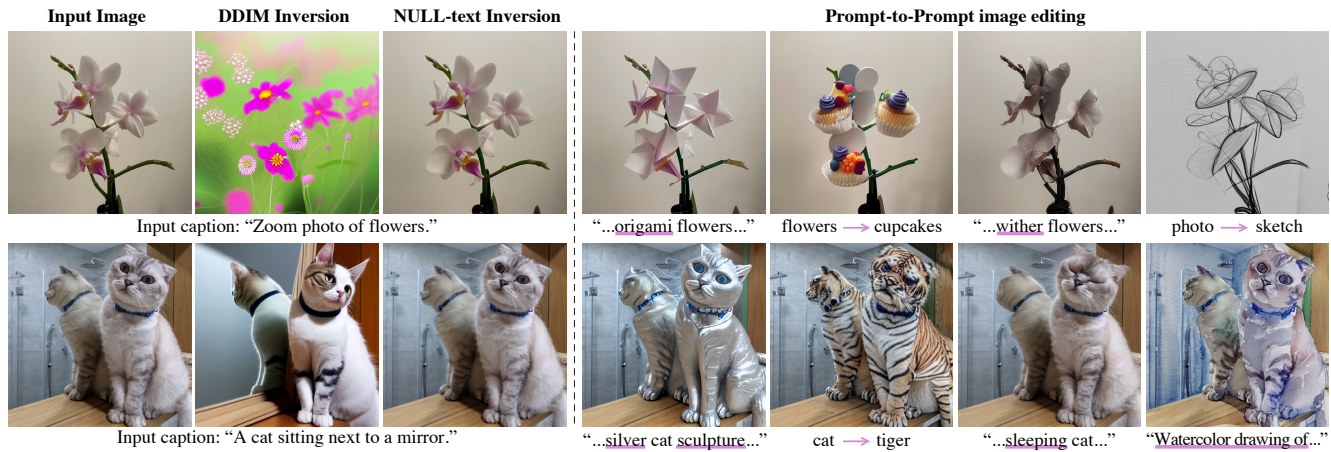 Input Image
DDIM Inversion
NULL-text Inversion
Prompt-to-Prompt image editing
Input caption: “Zoom photo of flowers.”
“...origami flowers...”
flowers → cupcakes
“...wither flowers...”
photo → sketch
Input caption: “A cat sitting next to a mirror.”
“...silver cat sculpture...”
cat → tiger
“...sleeping cat...”
“Watercolor drawing of...”